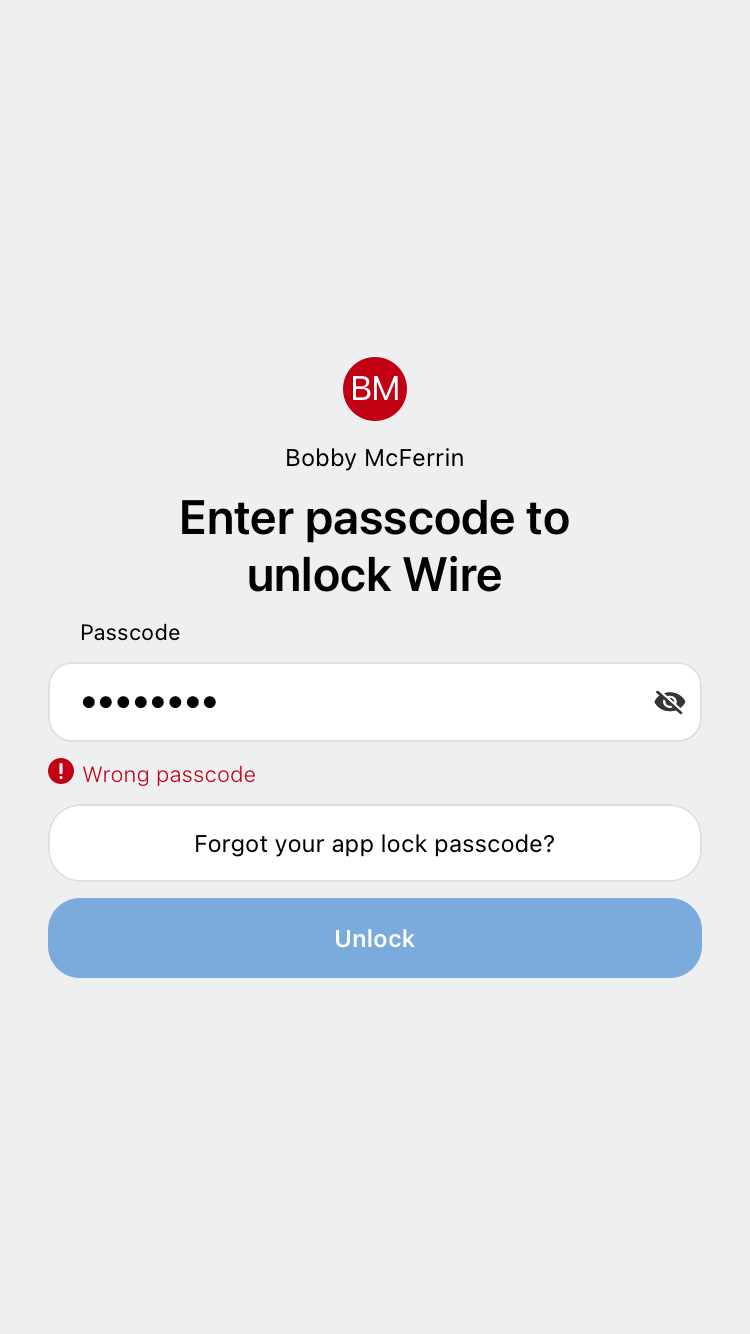 BM
Bobby McFerrin
Enter passcode to
unlock Wire
Passcode
••••••••
Wrong passcode
Forgot your app lock passcode?
Unlock